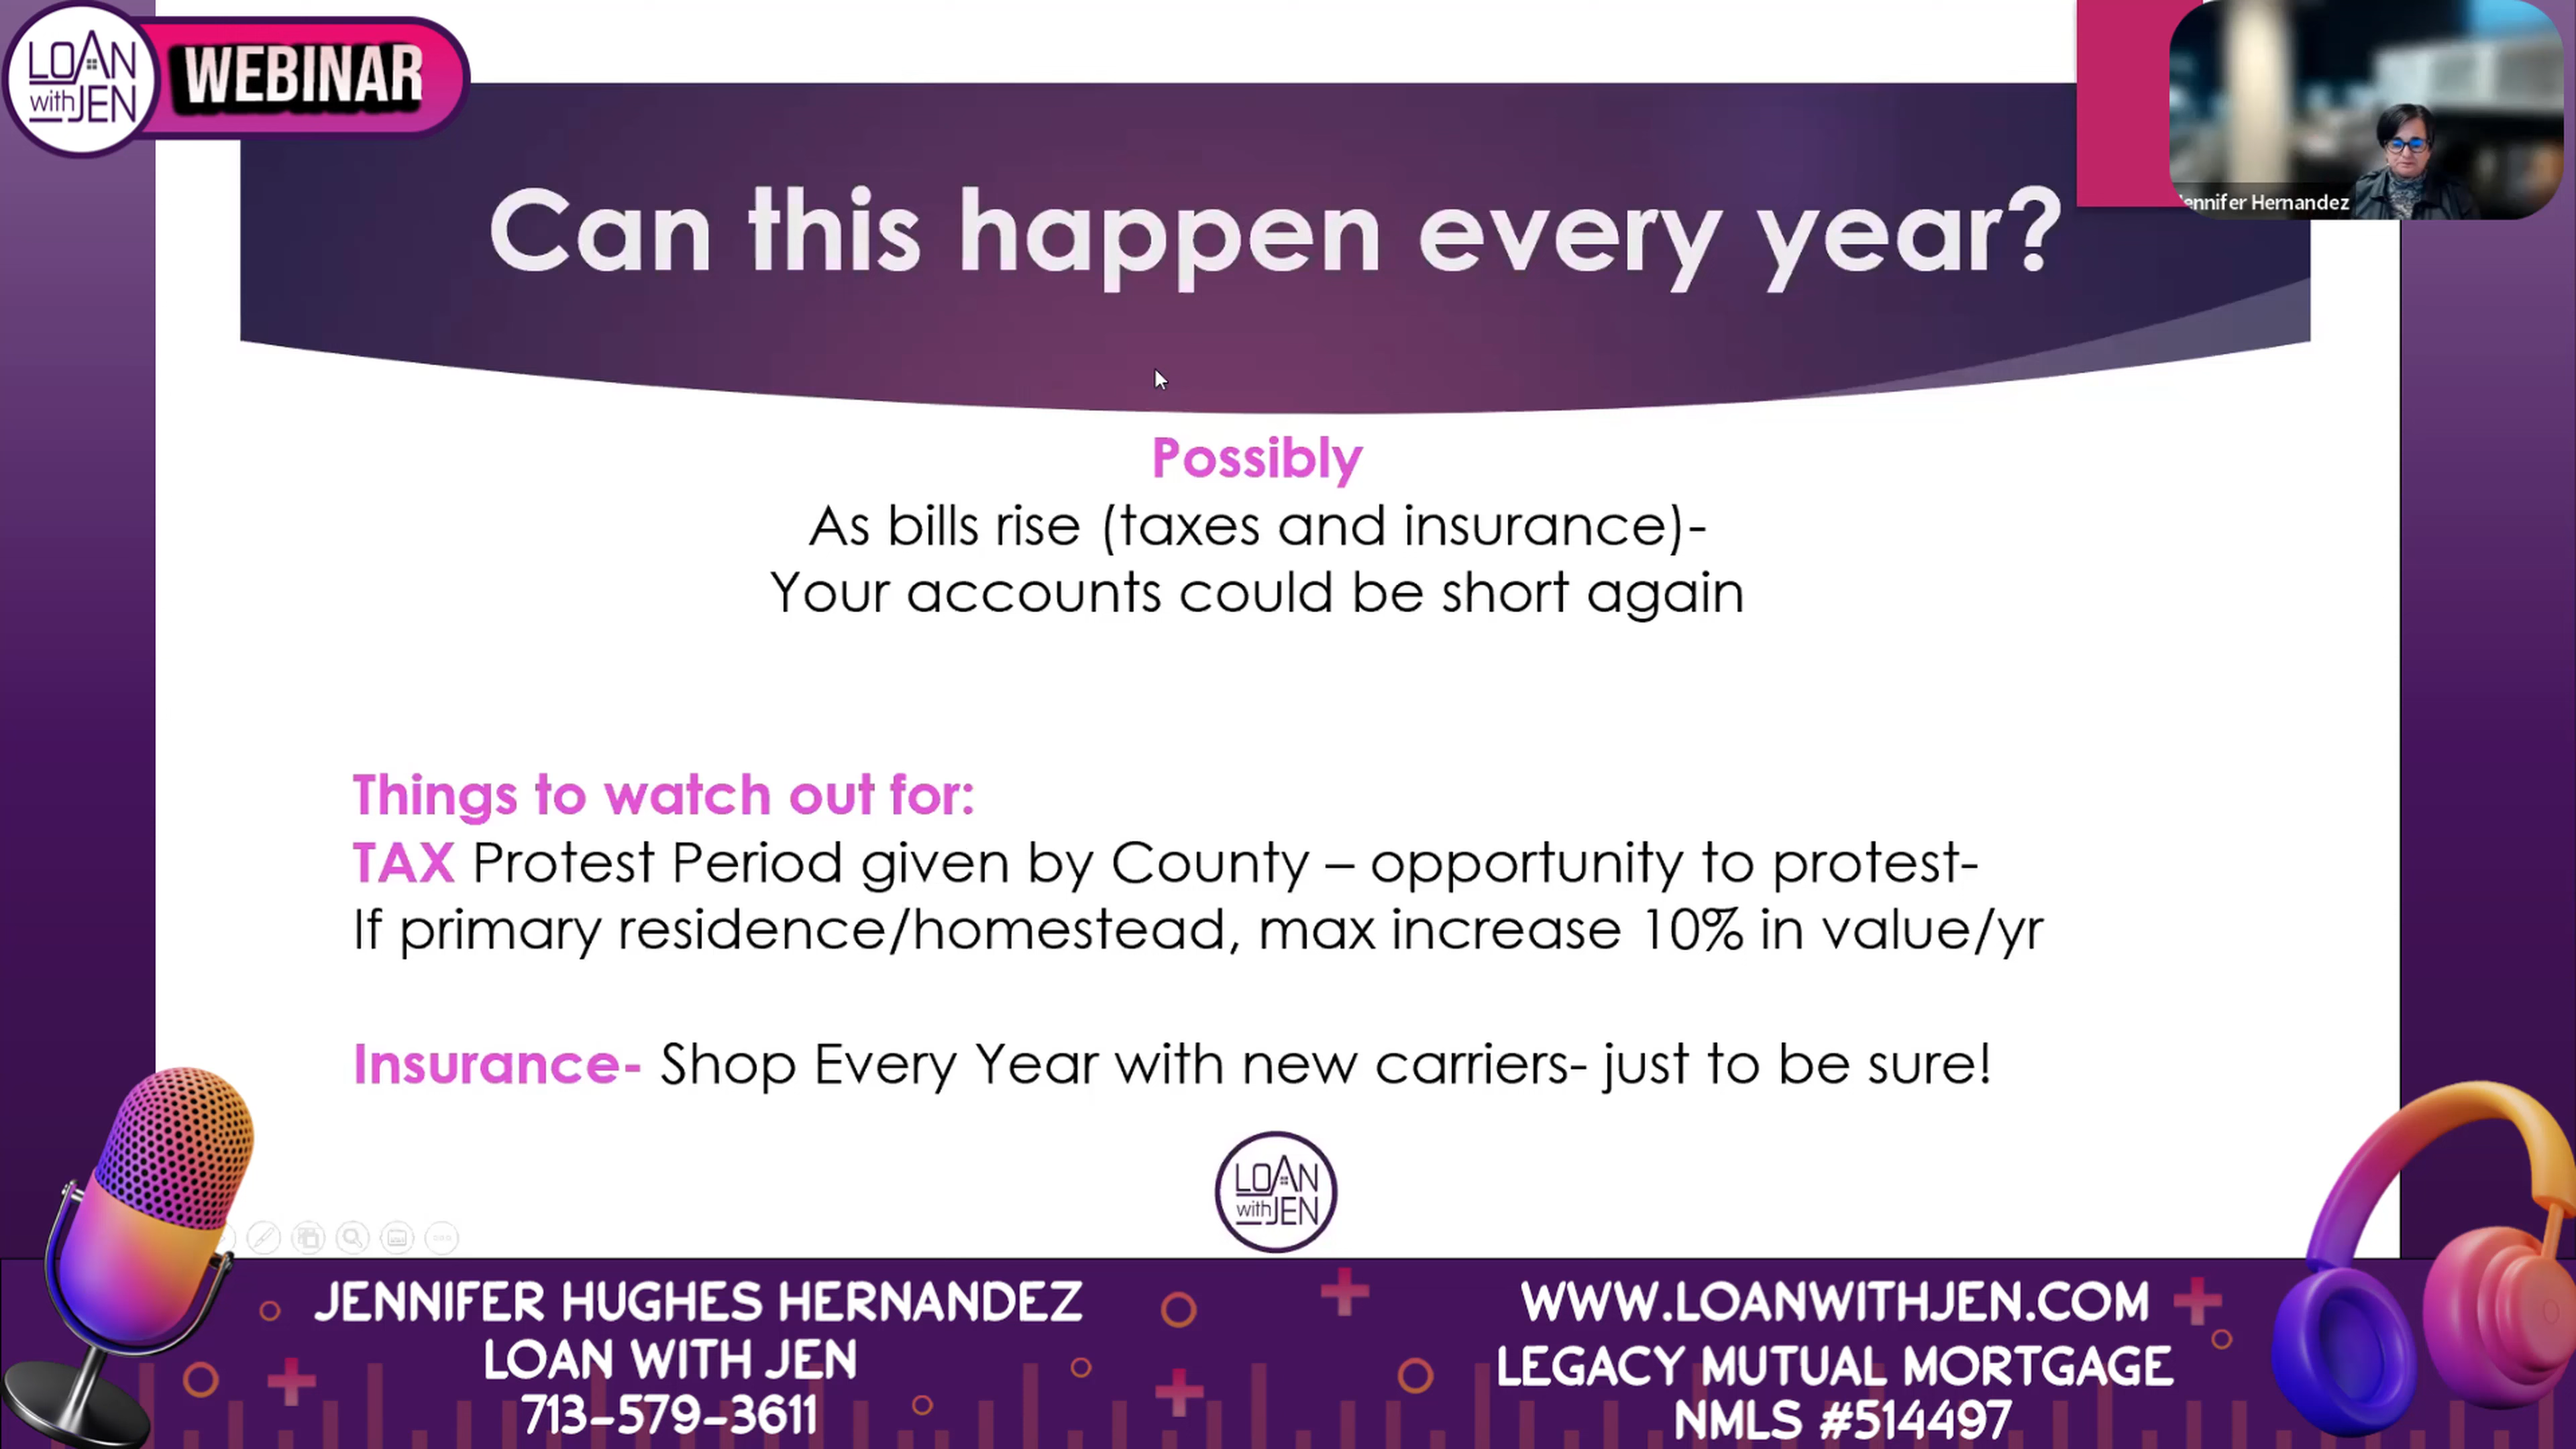 LOAN
with JEN
WEBINAR
ennifer Hernandez
Can this happen every year?
Possibly
As bills rise (taxes and insurance)-
Your accounts could be short again
Things to watch out for:
TAX Protest Period given by County – opportunity to protest-
If primary residence/homestead, max increase 10% in value/yr
Insurance- Shop Every Year with new carriers- just to be sure!
LOAN
with JEN
JENNIFER HUGHES HERNANDEZ
LOAN WITH JEN
713-579-3611
WWW.LOANWITHJEN.COM
LEGACY MUTUAL MORTGAGE
NMLS #514497